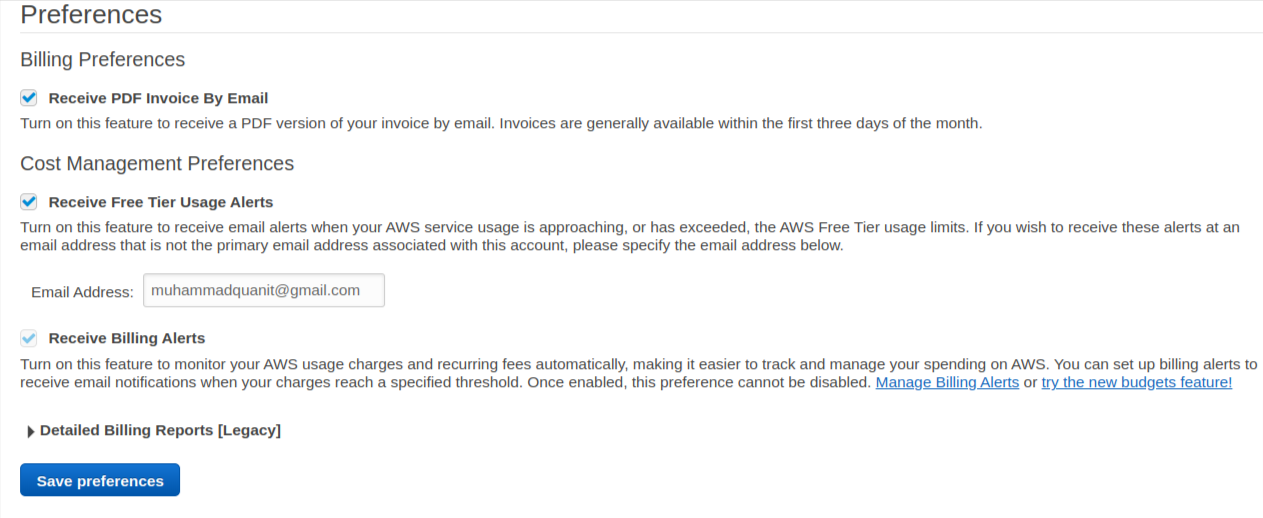 Preferences
Billing Preferences
Receive PDF Invoice By Email
Turn on this feature to receive a PDF version of your invoice by email. Invoices are generally available within the first three days of the month.
Cost Management Preferences
Receive Free Tier Usage Alerts
Turn on this feature to receive email alerts when your AWS service usage is approaching, or has exceeded, the AWS Free Tier usage limits. If you wish to receive these alerts at an
email address that is not the primary email address associated with this account, please specify the email address below.
Email Address: muhammadquanit@gmail.com
Receive Billing Alerts
Turn on this feature to monitor your AWS usage charges and recurring fees automatically, making it easier to track and manage your spending on AWS. You can set up billing alerts to
receive email notifications when your charges reach a specified threshold. Once enabled, this preference cannot be disabled. Manage Billing Alerts or try the new budgets feature!
Detailed Billing Reports [Legacy]
Save preferences